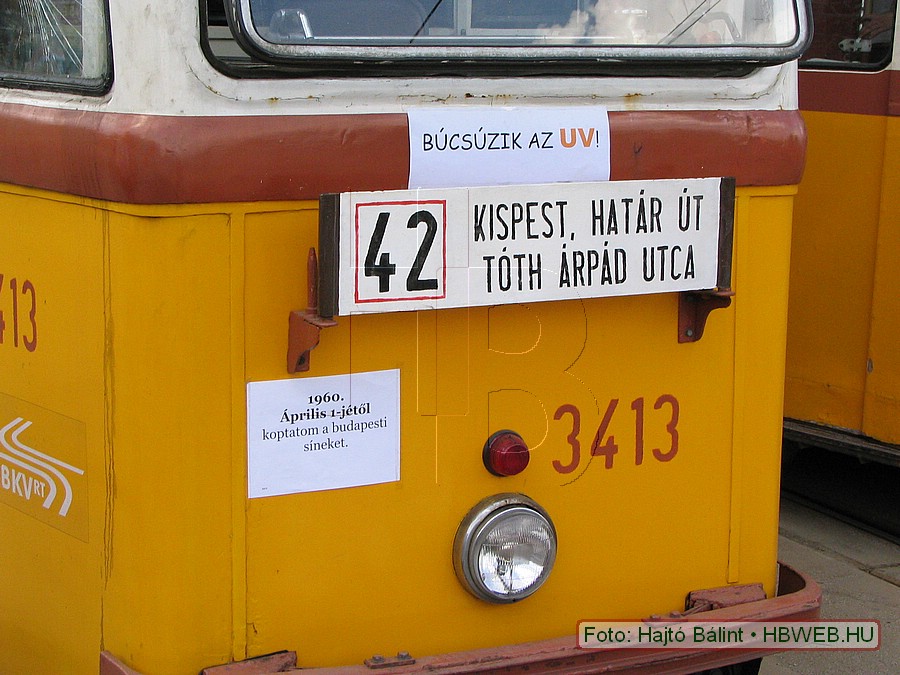 BÚCSÚZIK AZ UV!
42
KISPEST, HATÁR ÚT
TÓTH ÁRPÁD UTCA
1960.
Április 1-jétől
koptatom a budapesti
síneket.
3413
413
BKV RT
Foto: Hajtó Bálint • HBWEB.HU